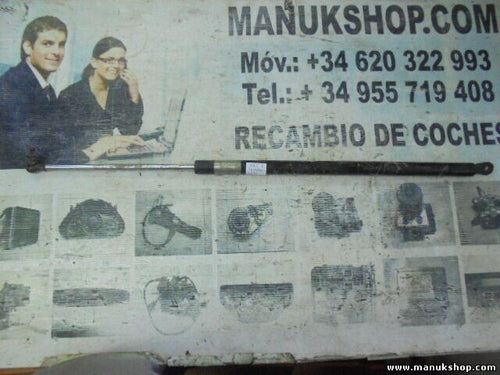 MANUKSHOP.COM
Móv.: +34 620 322 993
Tel.: + 34 955 719 408
RECAMBIO DE COCHES
www.manukshop.com